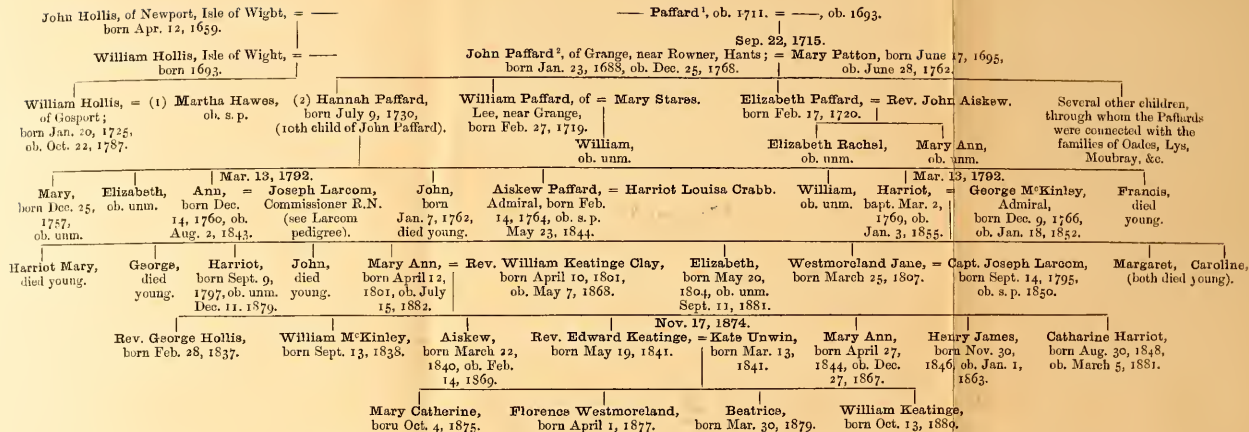 John Hollis, of Newport, Isle of Wight, = —
born Apr. 12, 1659.
— Paffard¹, ob. 1711. = ——, ob. 1693.
Sep. 22, 1715.
William Hollis, Isle of Wight, = —
born 1693.
John Paffard², of Grange, near Rowner, Hants; = Mary Patton, born June 17, 1695,
born Jan. 23, 1688, ob. Dec. 25, 1768. ob. June 28, 1762.
William Hollis, = (1) Martha Hawes,
of Gosport; ob. s. p.
born Jan. 20, 1725,
ob. Oct. 22, 1787.
(2) Hannah Paffard,
born July 9, 1730,
(10th child of John Paffard).
William Paffard, of = Mary Stares.
Lee, near Grange,
born Feb. 27, 1719.
William,
ob. unm.
Elizabeth Paffard, = Rev. John Aiskew.
born Feb. 17, 1720.
Elizabeth Rachel,
ob. unm.
Mary Ann,
ob. unm.
Several other children,
through whom the Paffards
were connected with the
families of Oades, Lys,
Moubray, &c.
Mar. 13, 1792.
Mary,
born Dec. 25,
1757,
ob. unm.
Elizabeth,
ob. unm.
Ann, =
born Dec.
14, 1760, ob.
Aug. 2, 1843.
Joseph Larcom,
Commissioner R.N.
(see Larcom
pedigree).
John,
born
Jan. 7, 1762,
died young.
Aiskew Paffard, = Harriot Louisa Crabb.
Admiral, born Feb.
14, 1764, ob. s. p.
May 23, 1844.
Mar. 13, 1792.
William,
ob. unm.
Harriot, =
bapt. Mar. 2,
1769, ob.
Jan. 3, 1855.
George McKinley,
Admiral,
born Dec. 9, 1766,
ob. Jan. 18, 1852.
Francis,
died
young.
Harriot Mary,
died young.
George,
died
young.
Harriot,
born Sept. 9,
1797, ob. unm.
Dec. 11. 1879.
John,
died
young.
Mary Ann, =
born April 12,
1801, ob. July
15, 1882.
Rev. William Keatinge Clay,
born April 10, 1801,
ob. May 7, 1868.
Elizabeth,
born May 20,
1804, ob. unm.
Sept. 11, 1881.
Westmoreland Jane, =
born March 25, 1807.
Capt. Joseph Larcom,
born Sept. 14, 1795,
ob. s. p. 1850.
Margaret, Caroline,
(both died young).
Nov. 17, 1874.
Rev. George Hollis,
born Feb. 28, 1837.
William McKinley,
born Sept. 13, 1838.
Aiskew,
born March 22,
1840, ob. Feb.
14, 1869.
Rev. Edward Keatinge, =
born May 19, 1841.
Kate Unwin,
born Mar. 13,
1841.
Mary Ann,
born April 27,
1844, ob. Dec.
27, 1867.
Henry James,
born Nov. 30,
1846, ob. Jan. 1,
1863.
Catharine Harriot,
born Aug. 30, 1848,
ob. March 5, 1881.
Mary Catherine,
born Oct. 4, 1875.
Florence Westmoreland,
born April 1, 1877.
Beatrice,
born Mar. 30, 1879.
William Keatinge,
born Oct. 13, 1880.